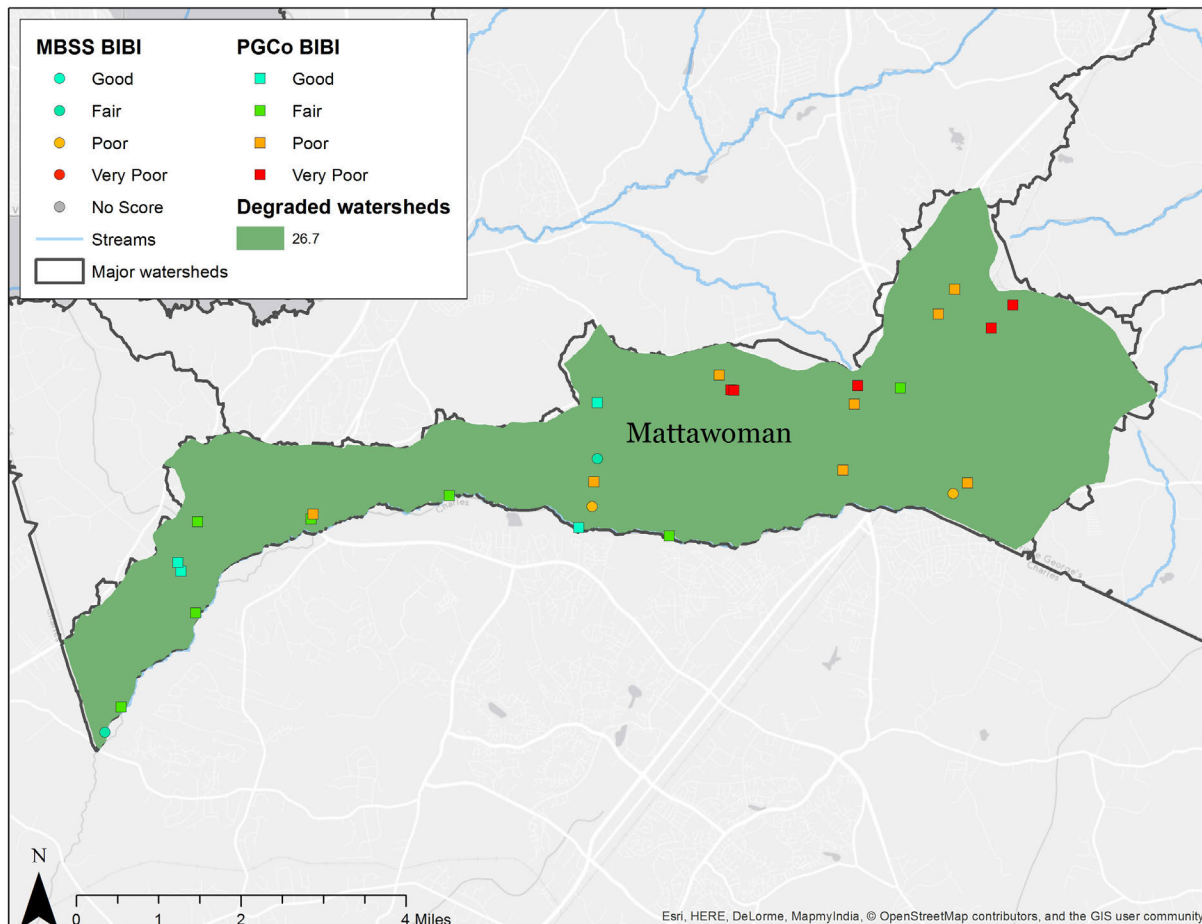 MBSS BIBI
Good
Fair
Poor
Very Poor
No Score
Streams
Major watersheds
PGCo BIBI
Good
Fair
Poor
Very Poor
Degraded watersheds
26.7
Mattawoman
Charles
Charles
N
0 1 2 4 Miles
Esri, HERE, DeLorme, MapmyIndia, © OpenStreetMap contributors, and the GIS user community